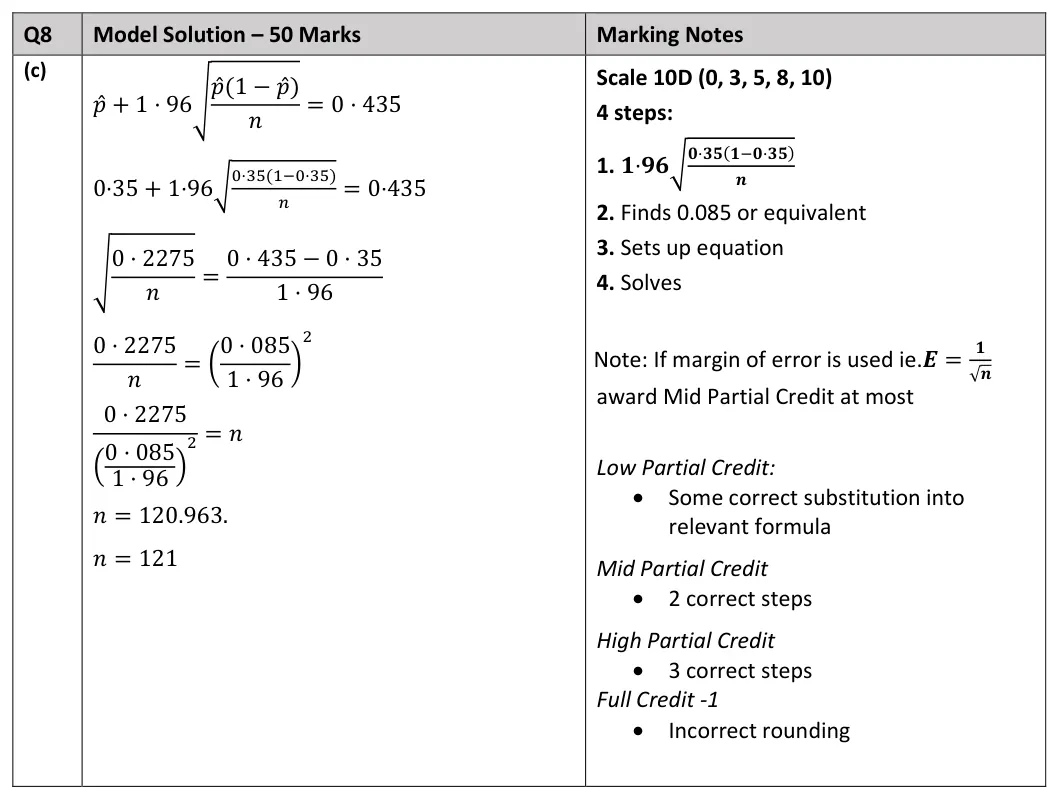 Q8 Model Solution – 50 Marks Marking Notes
(c)
p̂ + 1 · 96 √(p̂(1 − p̂)/n) = 0 · 435
0·35 + 1·96 √(0·35(1−0·35)/n) = 0·435
√(0 · 2275/n) = (0 · 435 − 0 · 35)/(1 · 96)
0 · 2275/n = (0 · 085/1 · 96)²
0 · 2275/(0 · 085/1 · 96)² = n
n = 120.963.
n = 121
Scale 10D (0, 3, 5, 8, 10)
4 steps:
1. 1·96 √(0·35(1−0·35)/n)
2. Finds 0.085 or equivalent
3. Sets up equation
4. Solves
Note: If margin of error is used ie. E = 1/√n
award Mid Partial Credit at most
Low Partial Credit:
• Some correct substitution into
relevant formula
Mid Partial Credit
• 2 correct steps
High Partial Credit
• 3 correct steps
Full Credit -1
• Incorrect rounding